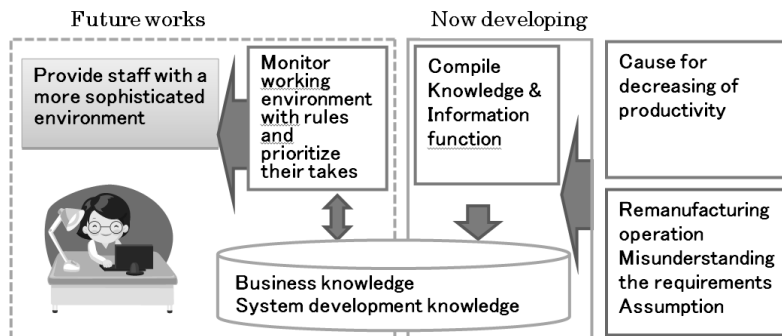 Future works
Now developing
Provide staff with a
more sophisticated
environment
Monitor
working
environment
with rules
and
prioritize
their takes
Compile
Knowledge &
Information
function
Cause for
decreasing of
productivity
Remanufacturing
operation
Misunderstanding
the requirements
Assumption
Business knowledge
System development knowledge